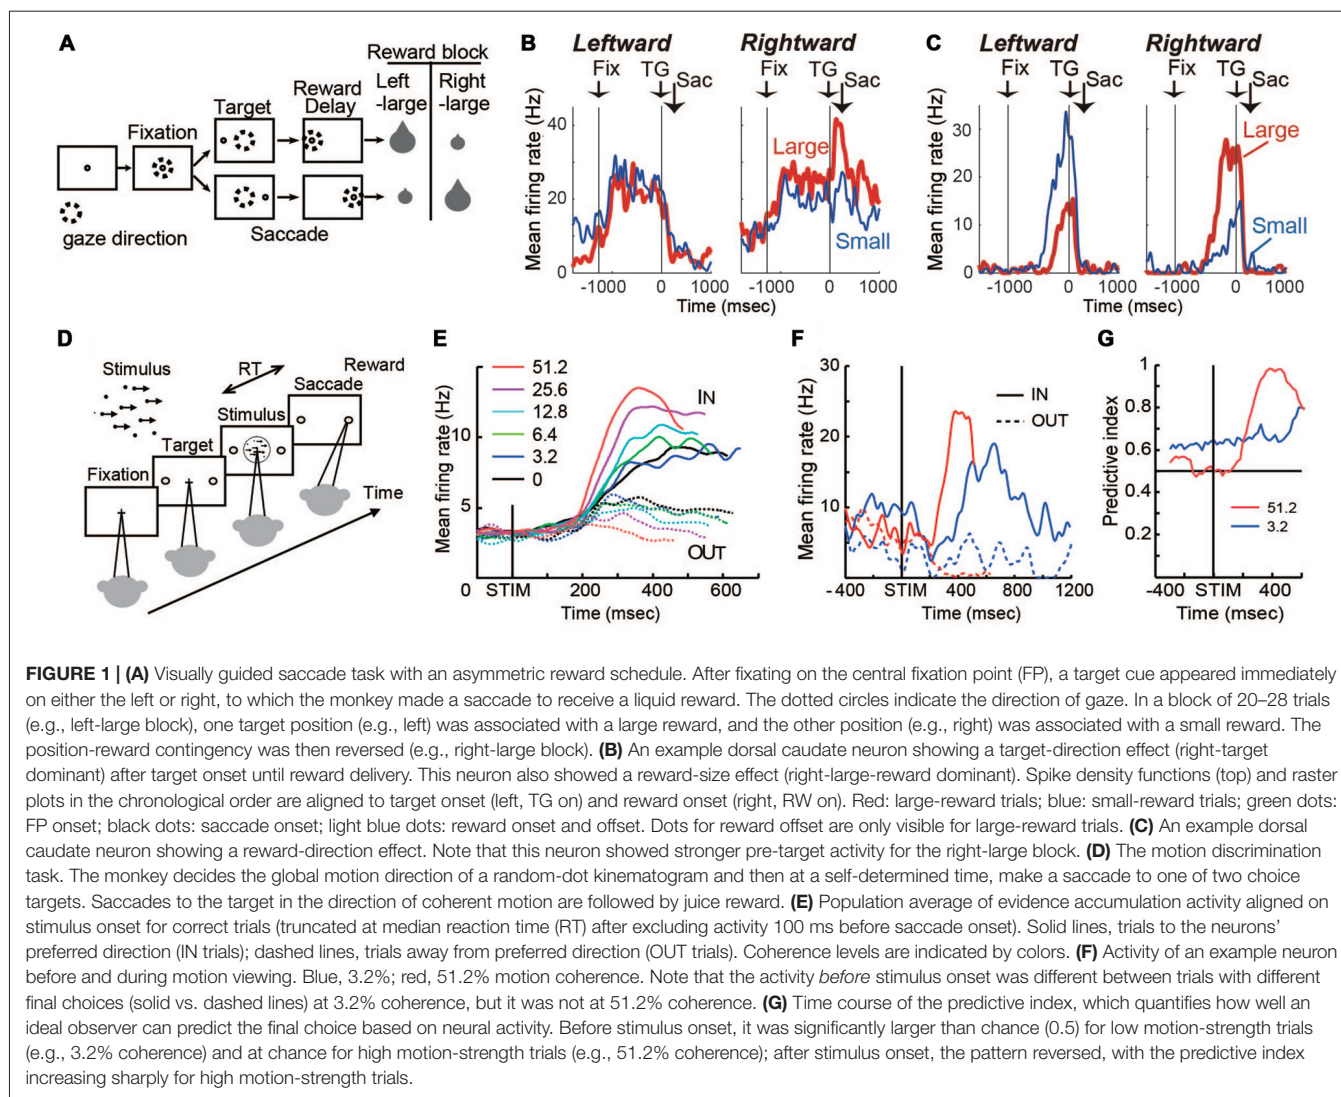 A
Reward block
Left
-large
Right
-large
Target
Reward
Delay
Fixation
Saccade
gaze direction
B
Leftward
Rightward
Fix
TG
Sac
Fix
TG
Sac
Mean firing rate (Hz)
40
20
0
Large
Small
-1000
0
1000
-1000
0
1000
Time (msec)
C
Leftward
Rightward
Fix
TG
Sac
Fix
TG
Sac
Mean firing rate (Hz)
30
20
10
0
Large
Small
-1000
0
1000
-1000
0
1000
Time (msec)
D
Stimulus
RT
Reward
Saccade
Stimulus
Target
Fixation
Time
E
Mean firing rate (Hz)
10
5
0
51.2
25.6
12.8
6.4
3.2
0
IN
OUT
STIM
200
400
600
Time (msec)
F
Mean firing rate (Hz)
30
20
10
IN
OUT
-400
STIM
400
800
1200
Time (msec)
G
Predictive index
1
0.8
0.6
0.4
0.2
51.2
3.2
-400
STIM
400
Time (msec)
FIGURE 1 | (A) Visually guided saccade task with an asymmetric reward schedule. After fixating on the central fixation point (FP), a target cue appeared immediately
on either the left or right, to which the monkey made a saccade to receive a liquid reward. The dotted circles indicate the direction of gaze. In a block of 20–28 trials
(e.g., left-large block), one target position (e.g., left) was associated with a large reward, and the other position (e.g., right) was associated with a small reward. The
position-reward contingency was then reversed (e.g., right-large block). (B) An example dorsal caudate neuron showing a target-direction effect (right-target
dominant) after target onset until reward delivery. This neuron also showed a reward-size effect (right-large-reward dominant). Spike density functions (top) and raster
plots in the chronological order are aligned to target onset (left, TG on) and reward onset (right, RW on). Red: large-reward trials; blue: small-reward trials; green dots:
FP onset; black dots: saccade onset; light blue dots: reward onset and offset. Dots for reward offset are only visible for large-reward trials. (C) An example dorsal
caudate neuron showing a reward-direction effect. Note that this neuron showed stronger pre-target activity for the right-large block. (D) The motion discrimination
task. The monkey decides the global motion direction of a random-dot kinematogram and then at a self-determined time, make a saccade to one of two choice
targets. Saccades to the target in the direction of coherent motion are followed by juice reward. (E) Population average of evidence accumulation activity aligned on
stimulus onset for correct trials (truncated at median reaction time (RT) after excluding activity 100 ms before saccade onset). Solid lines, trials to the neurons'
preferred direction (IN trials); dashed lines, trials away from preferred direction (OUT trials). Coherence levels are indicated by colors. (F) Activity of an example neuron
before and during motion viewing. Blue, 3.2%; red, 51.2% motion coherence. Note that the activity before stimulus onset was different between trials with different
final choices (solid vs. dashed lines) at 3.2% coherence, but it was not at 51.2% coherence. (G) Time course of the predictive index, which quantifies how well an
ideal observer can predict the final choice based on neural activity. Before stimulus onset, it was significantly larger than chance (0.5) for low motion-strength trials
(e.g., 3.2% coherence) and at chance for high motion-strength trials (e.g., 51.2% coherence); after stimulus onset, the pattern reversed, with the predictive index
increasing sharply for high motion-strength trials.